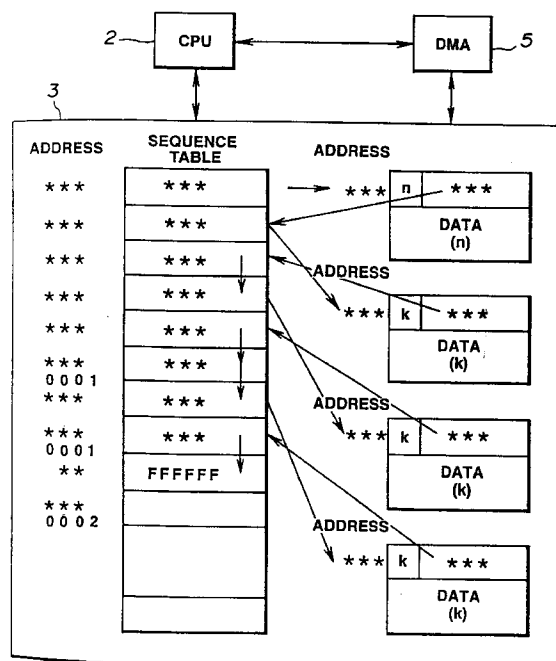 2 CPU DMA 5
3
ADDRESS SEQUENCE TABLE ADDRESS
*** *** *** n ***
DATA
(n)
*** ***
*** *** ADDRESS
*** *** *** k ***
DATA
(k)
*** ***
*** ***
0001
*** *** ADDRESS
*** k ***
DATA
(k)
*** ***
0001
** FFFFFF
***
0002
ADDRESS
*** k ***
DATA
(k)